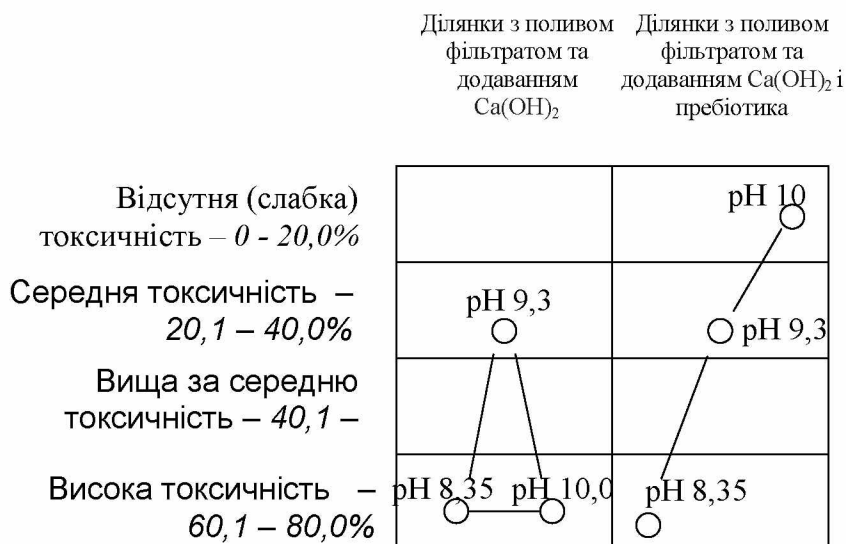 Ділянки з поливом
фільтратом та
додаванням
Ca(OH)₂
Ділянки з поливом
фільтратом та
додаванням Ca(OH)₂ і
пребіотика
Відсутня (слабка)
токсичність – 0 - 20,0%
pH 10
Середня токсичність –
20,1 – 40,0%
pH 9,3
pH 9,3
Вища за середню
токсичність – 40,1 –
Висока токсичність –
60,1 – 80,0%
pH 8,35
pH 10,0
pH 8,35